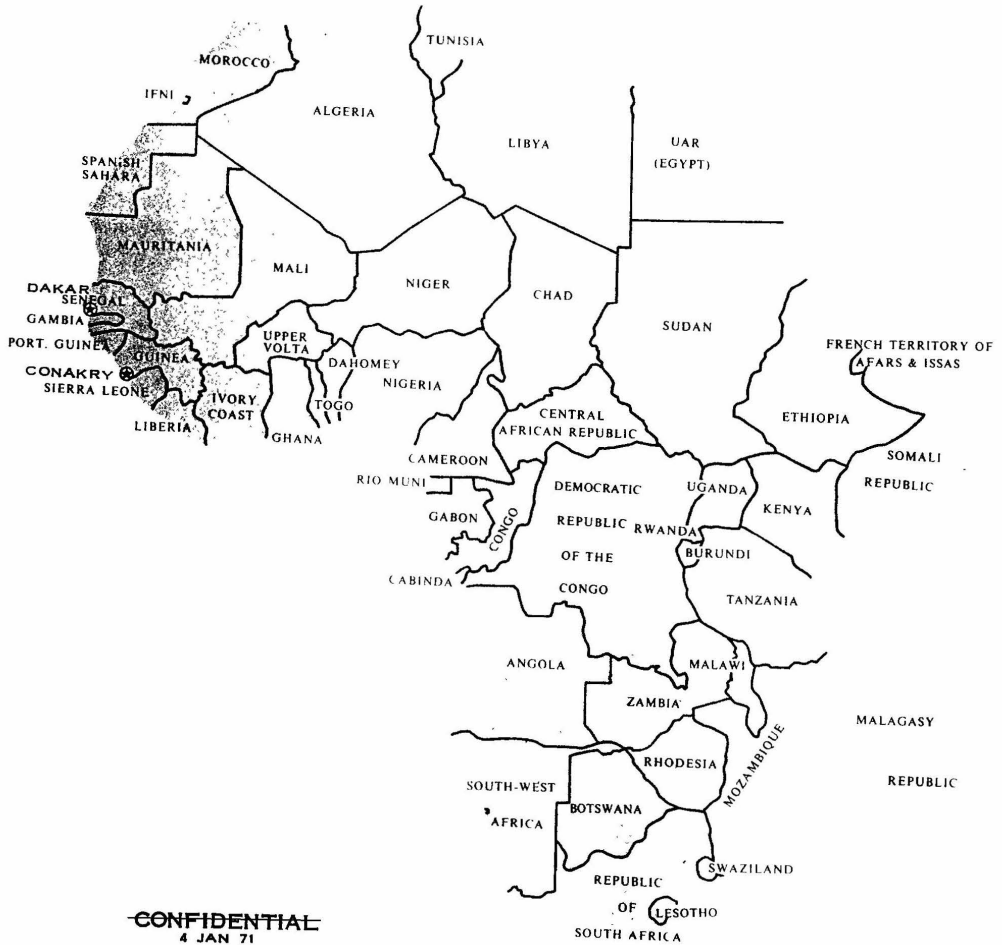 TUNISIA
MOROCCO
IFNI
ALGERIA
LIBYA
UAR
(EGYPT)
SPANISH
SAHARA
MAURITANIA
MALI
NIGER
CHAD
SUDAN
DAKAR
SENEGAL
GAMBIA
PORT. GUINEA
GUINEA
CONAKRY
SIERRA LEONE
LIBERIA
IVORY
COAST
UPPER
VOLTA
GHANA
TOGO
DAHOMEY
NIGERIA
FRENCH TERRITORY OF
AFARS & ISSAS
ETHIOPIA
SOMALI
REPUBLIC
CENTRAL
AFRICAN REPUBLIC
CAMEROON
RIO MUNI
GABON
CONGO
CABINDA
DEMOCRATIC
REPUBLIC
OF THE
CONGO
UGANDA
KENYA
RWANDA
BURUNDI
TANZANIA
ANGOLA
MALAWI
ZAMBIA
MOZAMBIQUE
MALAGASY
REPUBLIC
RHODESIA
SOUTH-WEST
AFRICA
BOTSWANA
SWAZILAND
REPUBLIC
OF
SOUTH AFRICA
LESOTHO
CONFIDENTIAL
4 JAN 71